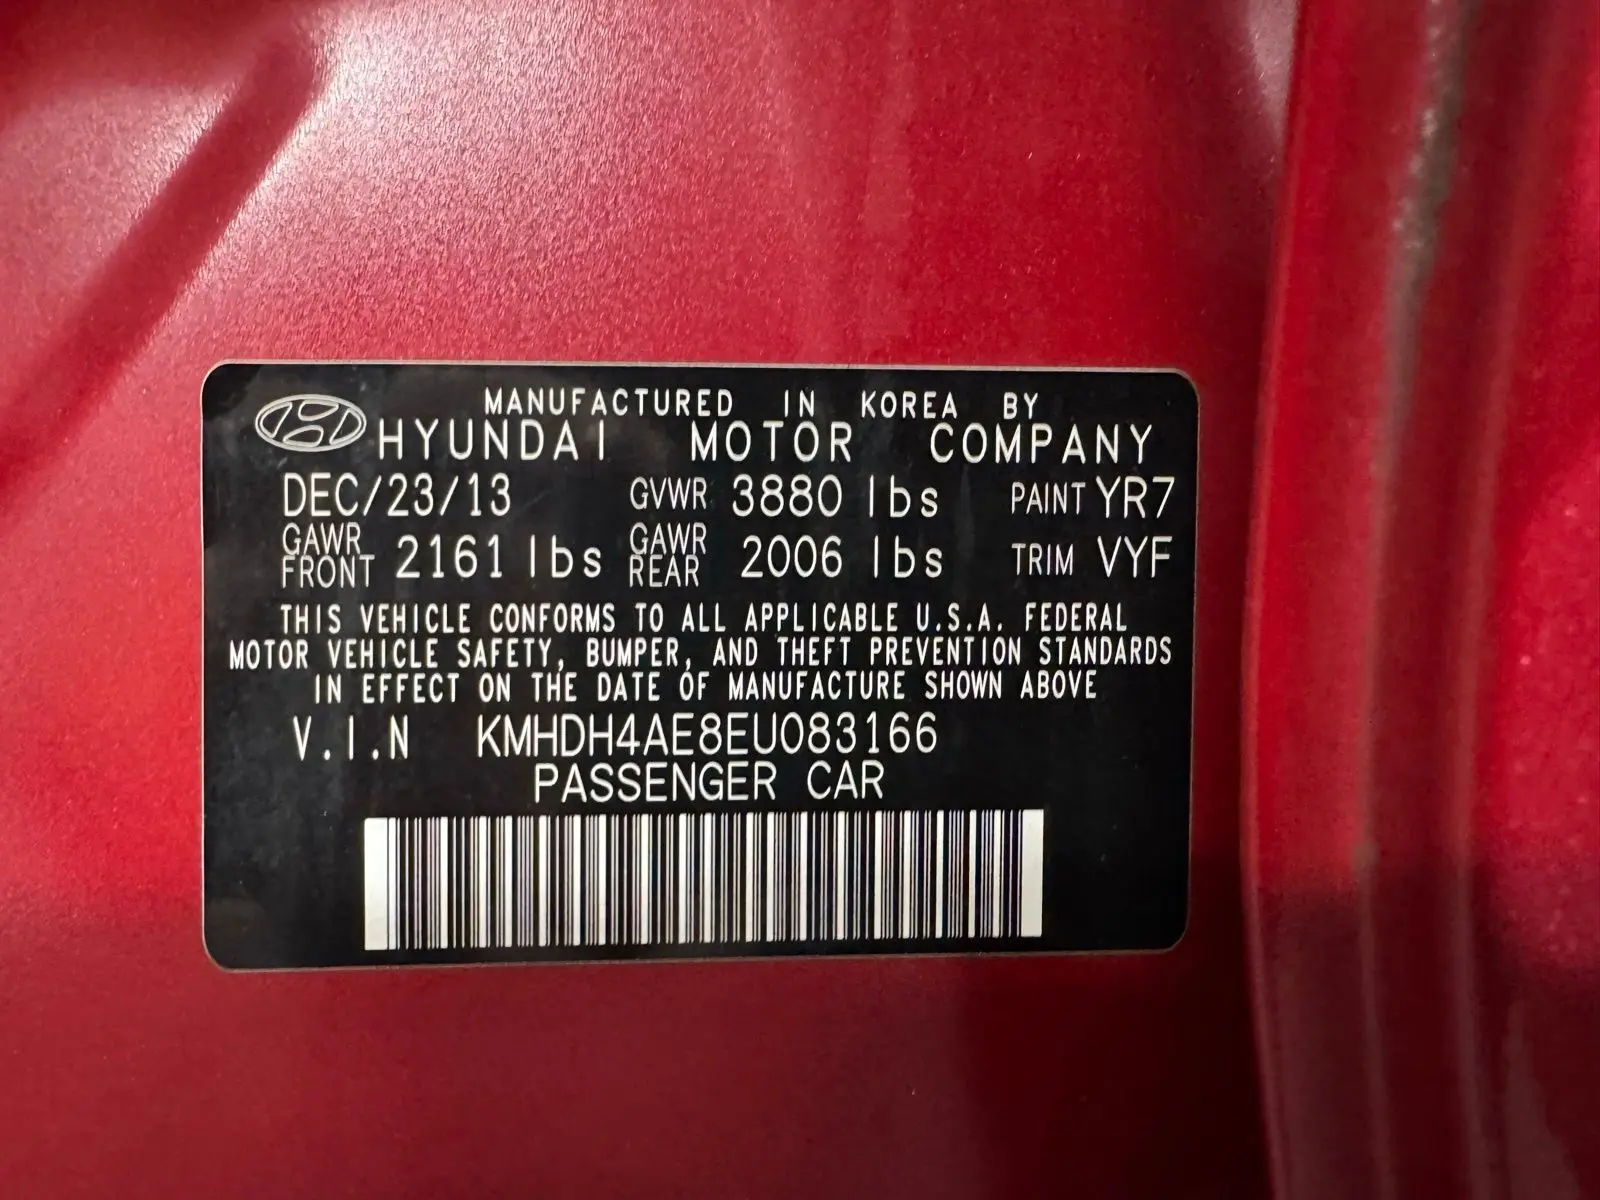 MANUFACTURED IN KOREA BY
HYUNDAI MOTOR COMPANY
DEC/23/13 GVWR 3880 lbs PAINT YR7
GAWR FRONT 2161 lbs GAWR REAR 2006 lbs TRIM VYF
THIS VEHICLE CONFORMS TO ALL APPLICABLE U.S.A. FEDERAL
MOTOR VEHICLE SAFETY, BUMPER, AND THEFT PREVENTION STANDARDS
IN EFFECT ON THE DATE OF MANUFACTURE SHOWN ABOVE
V.I.N KMHDH4AE8EU083166
PASSENGER CAR